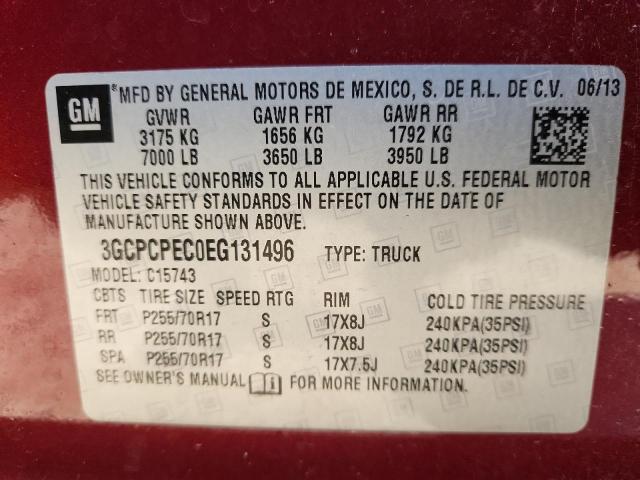 GM ®MFD BY GENERAL MOTORS DE MEXICO, S. DE R.L. DE C.V. 06/13
GVWR GAWR FRT GAWR RR
3175 KG 1656 KG 1792 KG
7000 LB 3650 LB 3950 LB
THIS VEHICLE CONFORMS TO ALL APPLICABLE U.S. FEDERAL MOTOR
VEHICLE SAFETY STANDARDS IN EFFECT ON THE DATE OF
MANUFACTURE SHOWN ABOVE.
3GCPCPEC0EG131496 TYPE: TRUCK
MODEL: C15743
CBTS TIRE SIZE SPEED RTG RIM COLD TIRE PRESSURE
FRT P255/70R17 S 17X8J 240KPA(35PSI)
RR P255/70R17 S 17X8J 240KPA(35PSI)
SPA P255/70R17 S 17X7.5J 240KPA(35PSI)
SEE OWNER'S MANUAL FOR MORE INFORMATION.